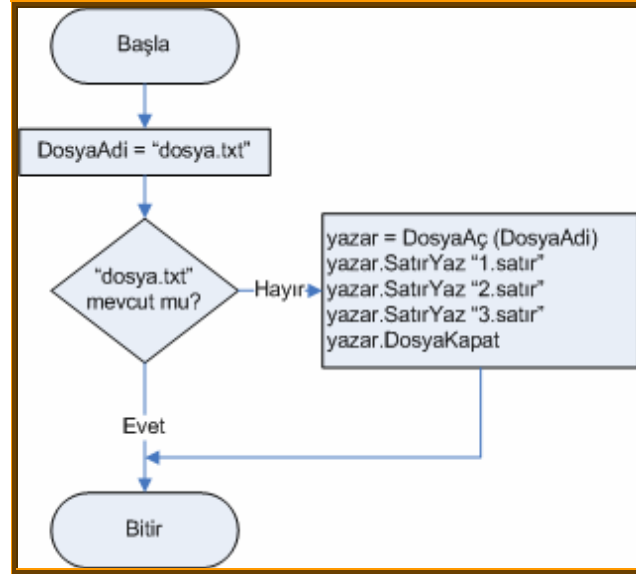 Başla
DosyaAdi = “dosya.txt”
“dosya.txt”
mevcut mu?
Hayır
yazar = DosyaAç (DosyaAdi)
yazar.SatırYaz “1.satır”
yazar.SatırYaz “2.satır”
yazar.SatırYaz “3.satır”
yazar.DosyaKapat
Evet
Bitir